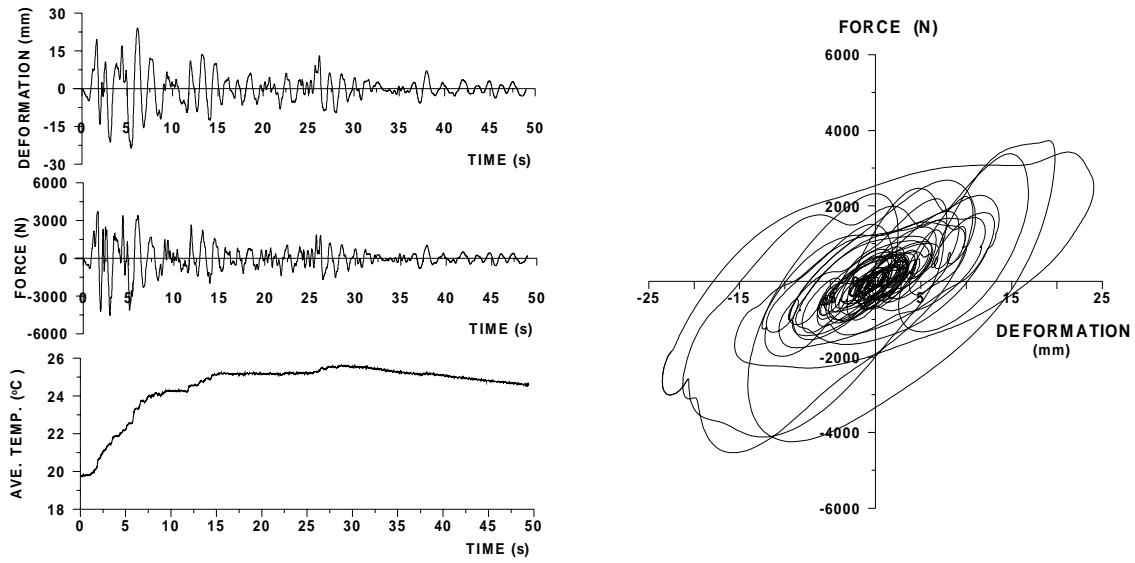 DEFORMATION (mm)
30
15
0
-15
-30
0 5 10 15 20 25 30 35 40 45 50
TIME (s)
FORCE (N)
6000
3000
0
-3000
-6000
0 5 10 15 20 25 30 35 40 45 50
TIME (s)
AVE. TEMP. (ºC )
26
24
22
20
18
0 5 10 15 20 25 30 35 40 45 50
TIME (s)
FORCE (N)
6000
4000
2000
-25 -15 -5 5 15 25
DEFORMATION
(mm)
-2000
-4000
-6000